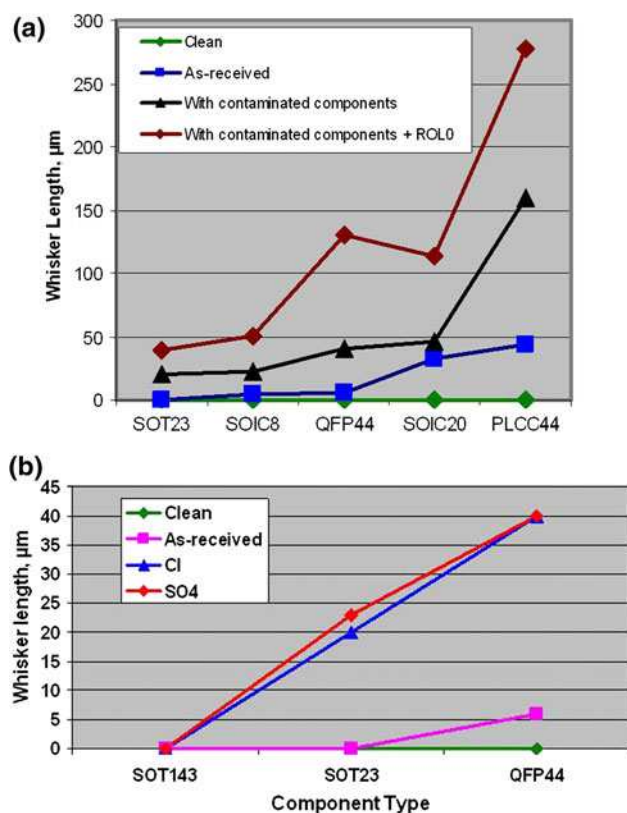 (a)
300
250
200
150
100
50
0
Whisker Length, µm
Clean
As-received
With contaminated components
With contaminated components + ROL0
SOT23 SOIC8 QFP44 SOIC20 PLCC44
(b)
45
40
35
30
25
20
15
10
5
0
Whisker length, µm
Clean
As-received
Cl
SO4
SOT143 SOT23 QFP44
Component Type